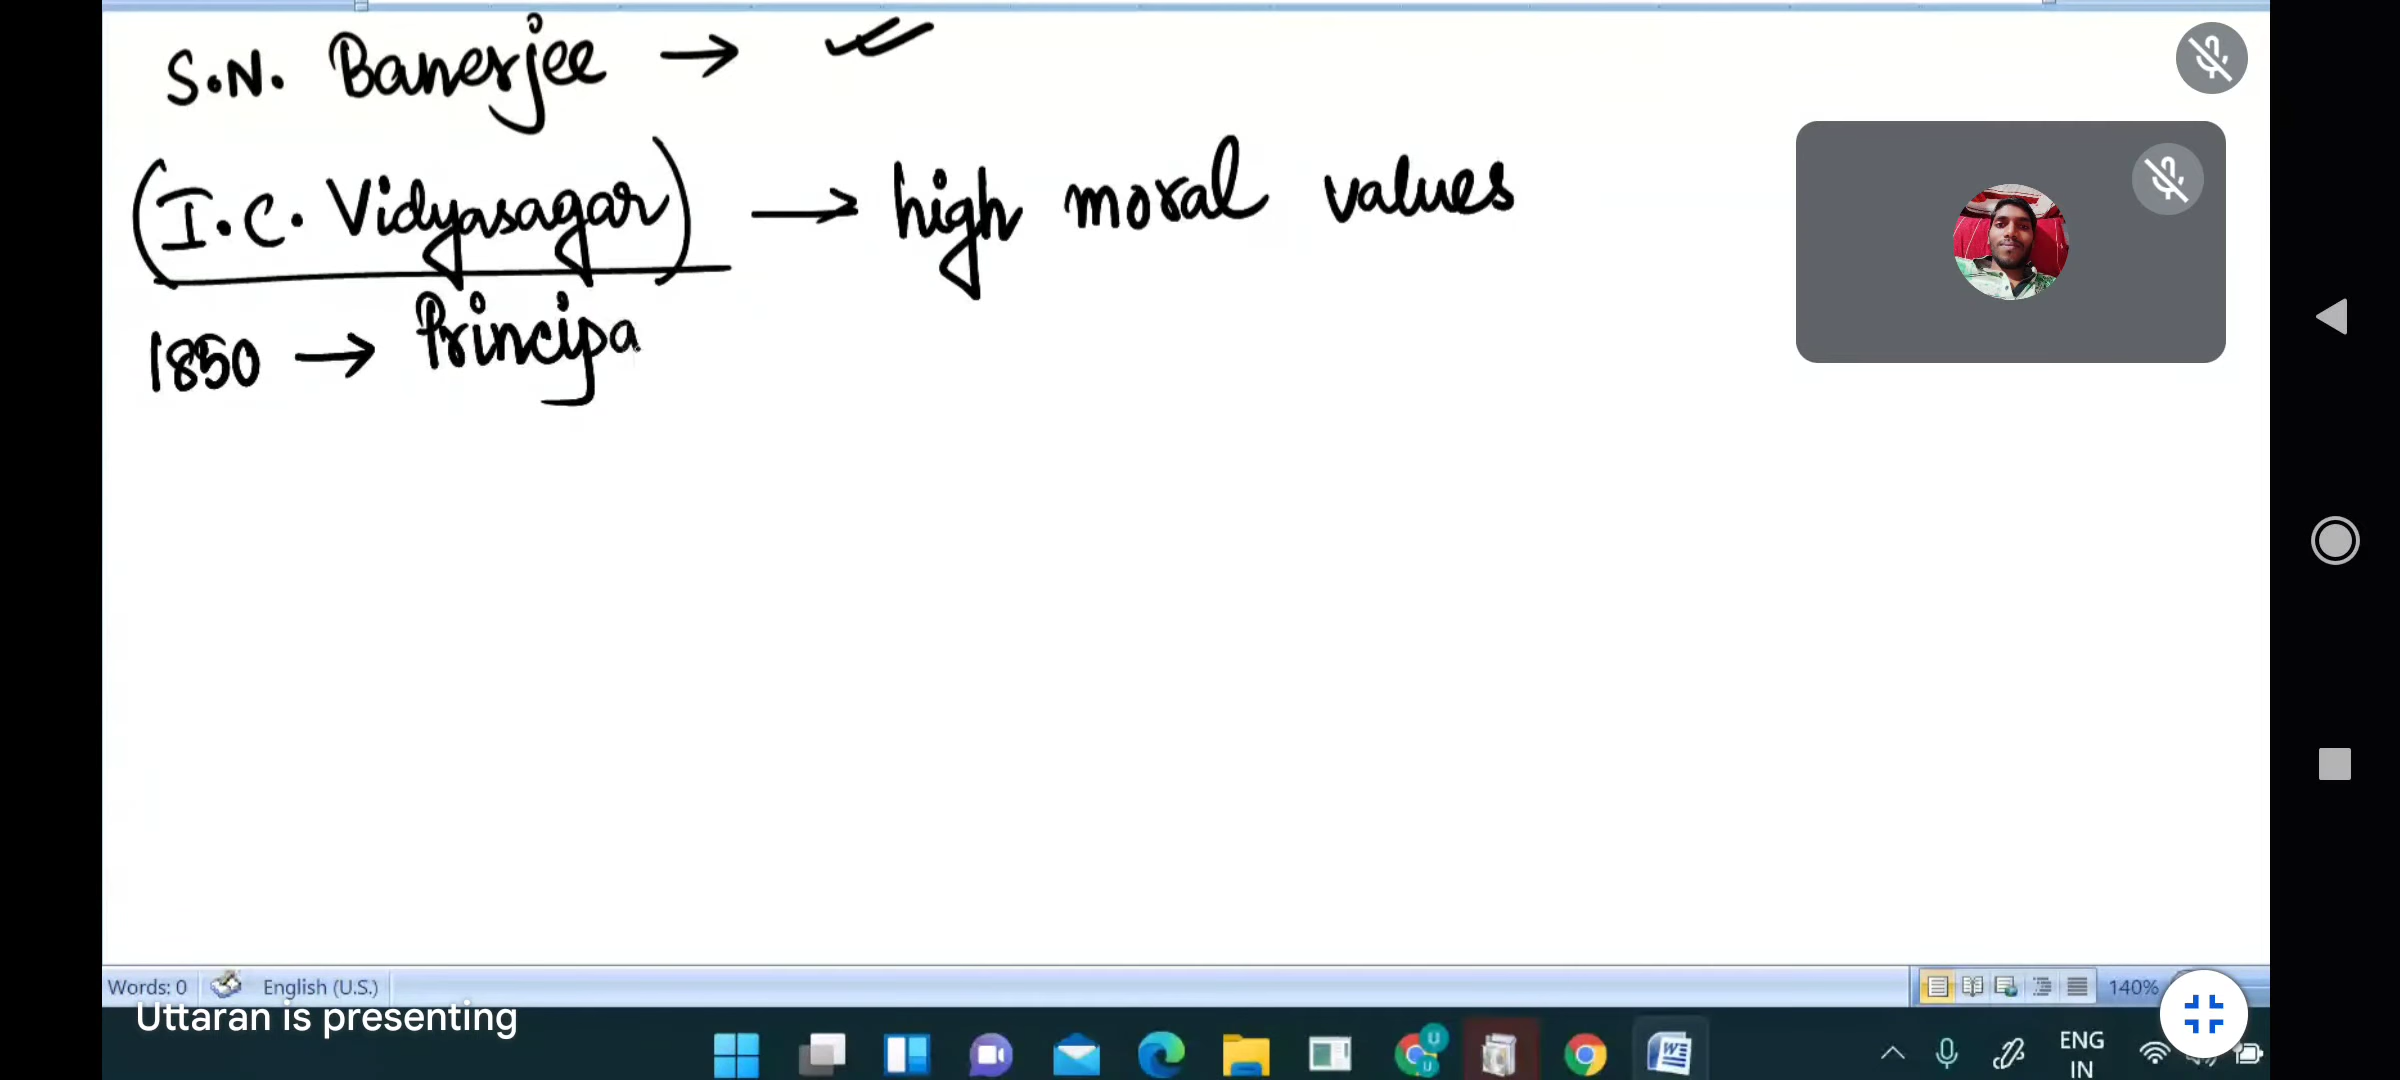 S.N. Banerjee →
(I.C. Vidyasagar) → high moral values
1850 → Principa
Words: 0 English (U.S.) 140%
Uttaran is presenting
ENG
IN